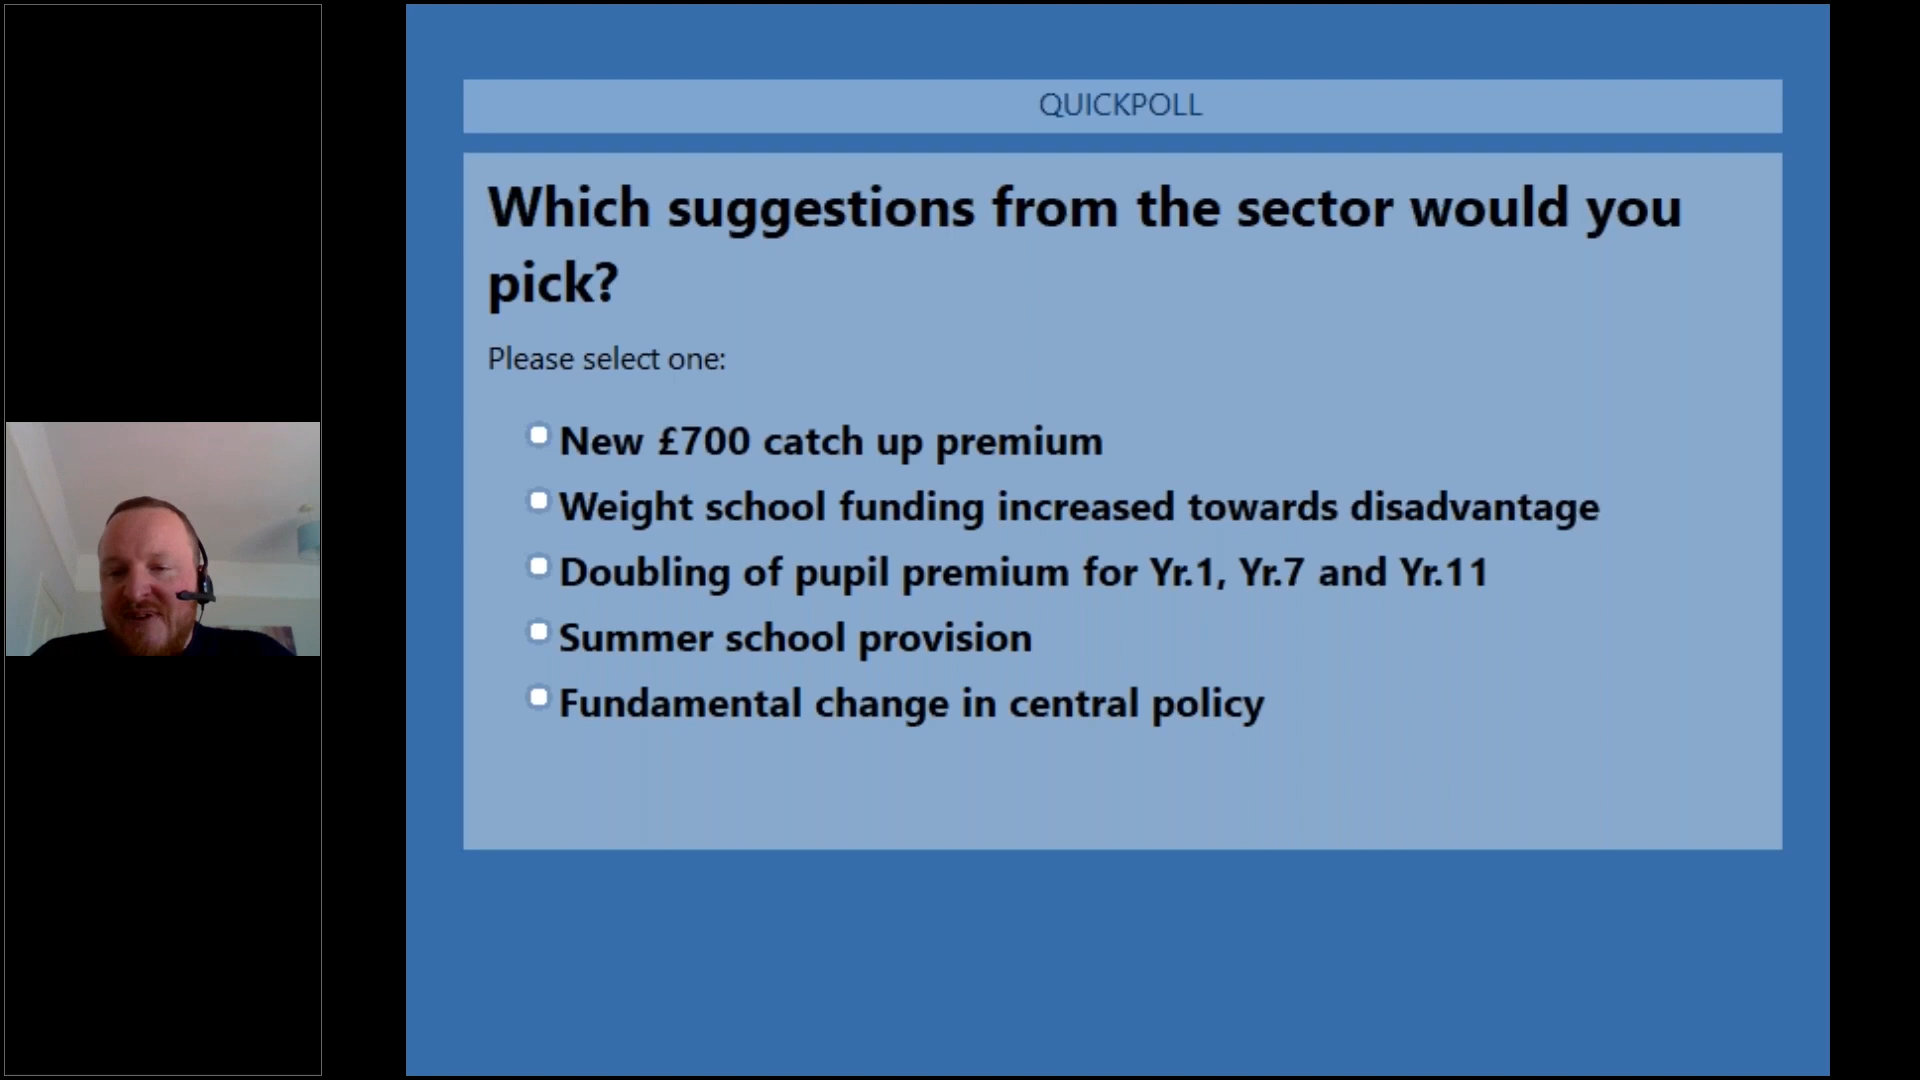 QUICKPOLL
Which suggestions from the sector would you
pick?
Please select one:
New £700 catch up premium
Weight school funding increased towards disadvantage
Doubling of pupil premium for Yr.1, Yr.7 and Yr.11
Summer school provision
Fundamental change in central policy